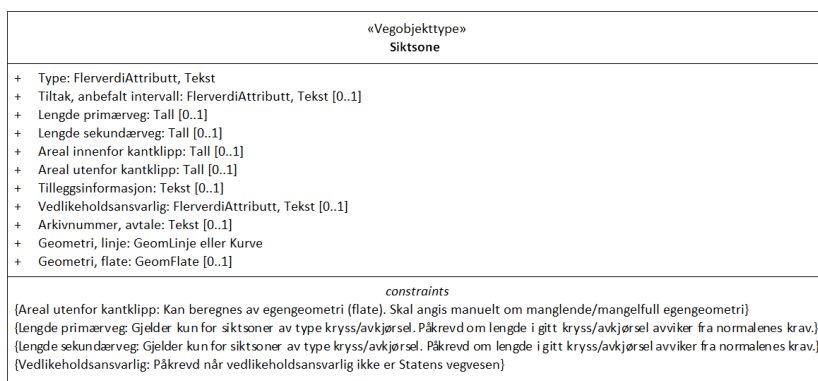 «Vegobjekttype»
Siktsone
+ Type: FlerverdiAttributt, Tekst
+ Tiltak, anbefalt intervall: FlerverdiAttributt, Tekst [0..1]
+ Lengde primærveg: Tall [0..1]
+ Lengde sekundærveg: Tall [0..1]
+ Areal innenfor kantklipp: Tall [0..1]
+ Areal utenfor kantklipp: Tall [0..1]
+ Tilleggsinformasjon: Tekst [0..1]
+ Vedlikeholdsansvarlig: FlerverdiAttributt, Tekst [0..1]
+ Arkivnummer, avtale: Tekst [0..1]
+ Geometri, linje: GeomLinje eller Kurve
+ Geometri, flate: GeomFlate [0..1]
constraints
{Areal utenfor kantklipp: Kan beregnes av egengeometri (flate). Skal angis manuelt om manglende/mangelfull egengeometri}
{Lengde primærveg: Gjelder kun for siktsoner av type kryss/avkjørsel. Påkrevd om lengde i gitt kryss/avkjørsel avviker fra normalenes krav.}
{Lengde sekundærveg: Gjelder kun for siktsoner av type kryss/avkjørsel. Påkrevd om lengde i gitt kryss/avkjørsel avviker fra normalenes krav.}
{Vedlikeholdsansvarlig: Påkrevd når vedlikeholdsansvarlig ikke er Statens vegvesen}